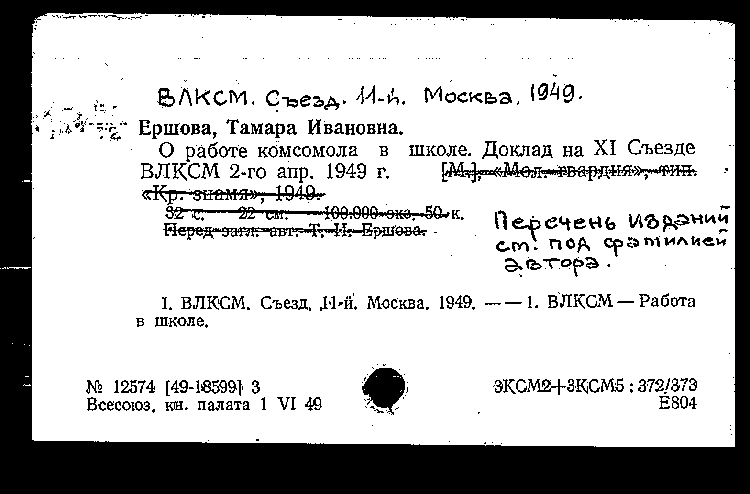 ВЛКСМ. Съезд. 11-й. Москва, 1949.
Ершова, Тамара Ивановна.
О работе комсомола в школе. Доклад на XI Съезде
ВЛКСМ 2-го апр. 1949 г. [М.], «Мол. гвардия», тип.
«Кр. знамя», 1949.
32 с. 22 см. 100.000 экз. 50 к.
Перед загл. авт.: Т. И. Ершова.
Перечень изданий
ст. под фамилией
автора.
I. ВЛКСМ. Съезд. 11-й. Москва. 1949. — — 1. ВЛКСМ — Работа
в школе.
№ 12574 [49-18599] 3 ЗКСМ2+3КСМ5 : 372/373
Всесоюз. кн. палата 1 VI 49 Е804